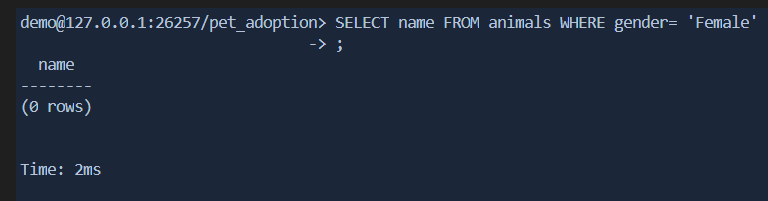 demo@127.0.0.1:26257/pet_adoption> SELECT name FROM animals WHERE gender= 'Female'
-> ;
name
--------
(0 rows)
Time: 2ms